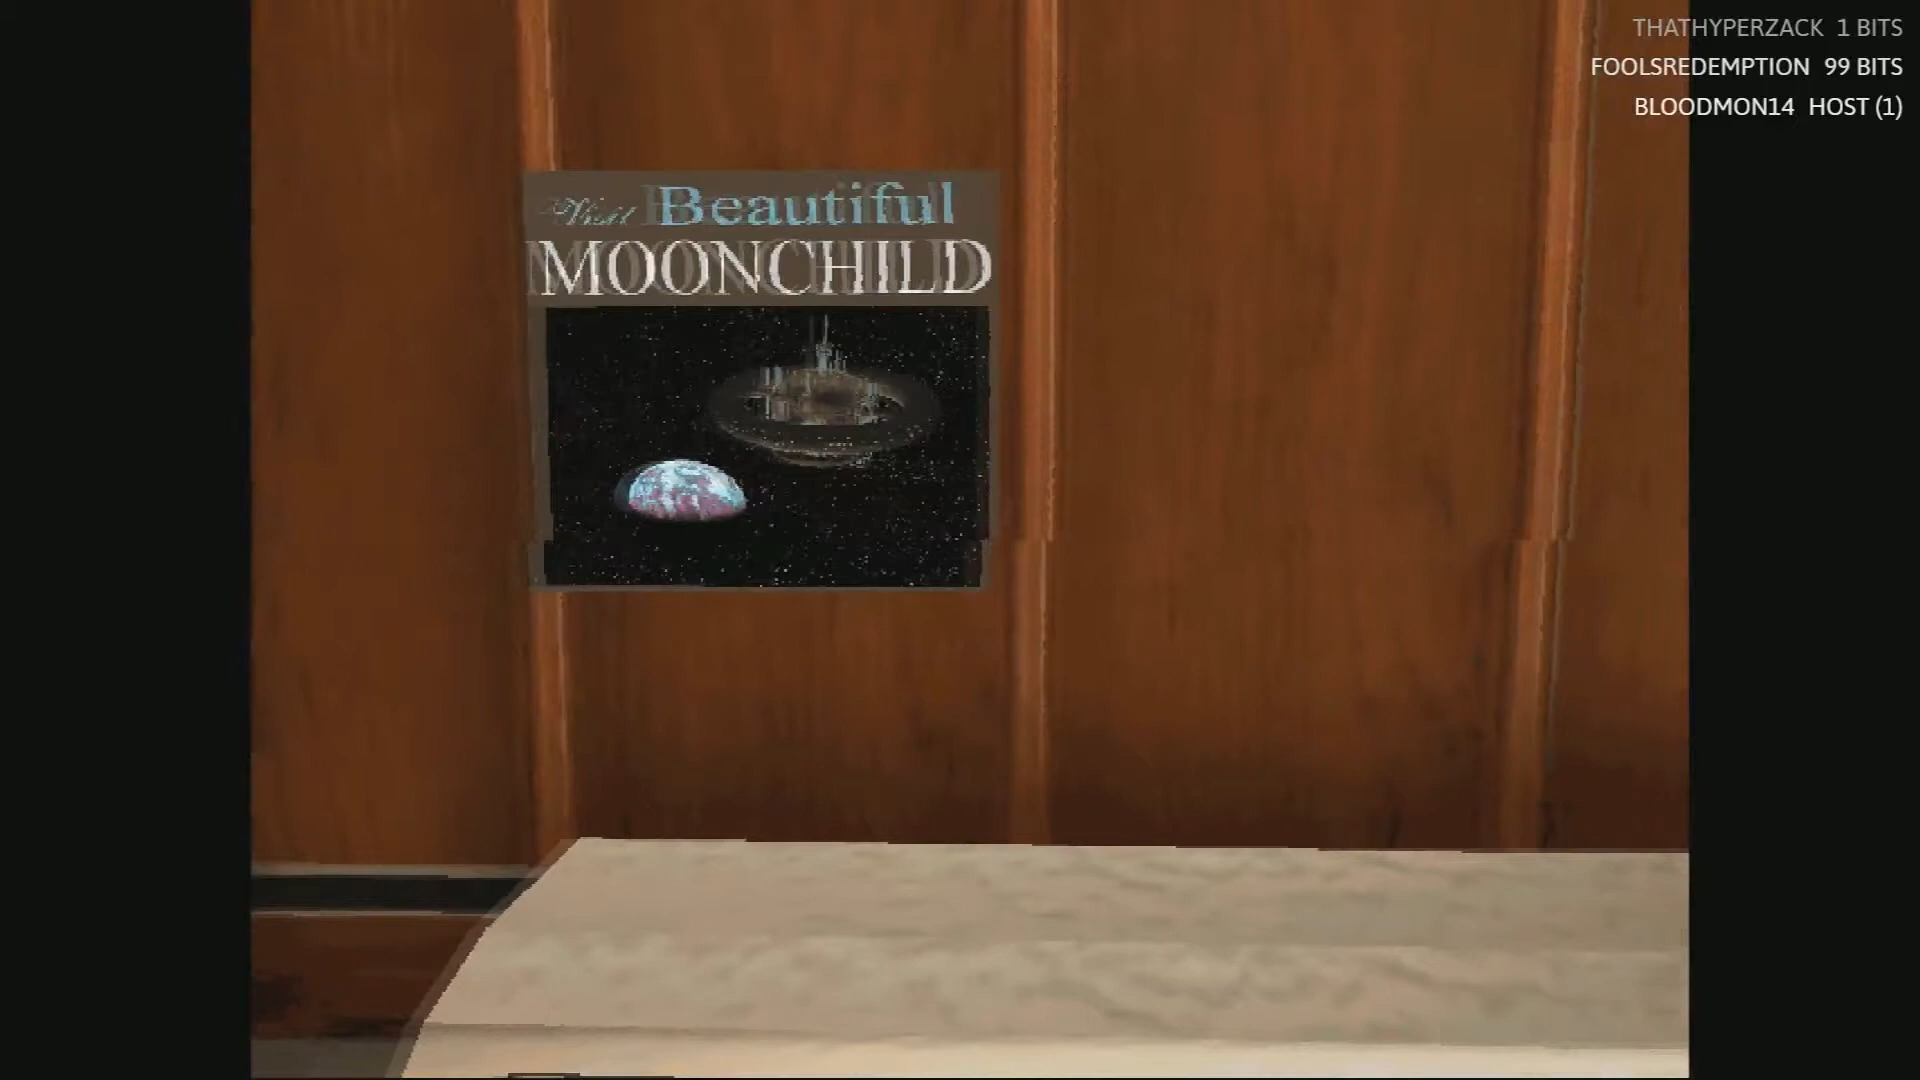 THATHYPERZACK 1 BITS
FOOLSREDEMPTION 99 BITS
BLOODMON14 HOST (1)
Visit Beautiful
MOONCHILD